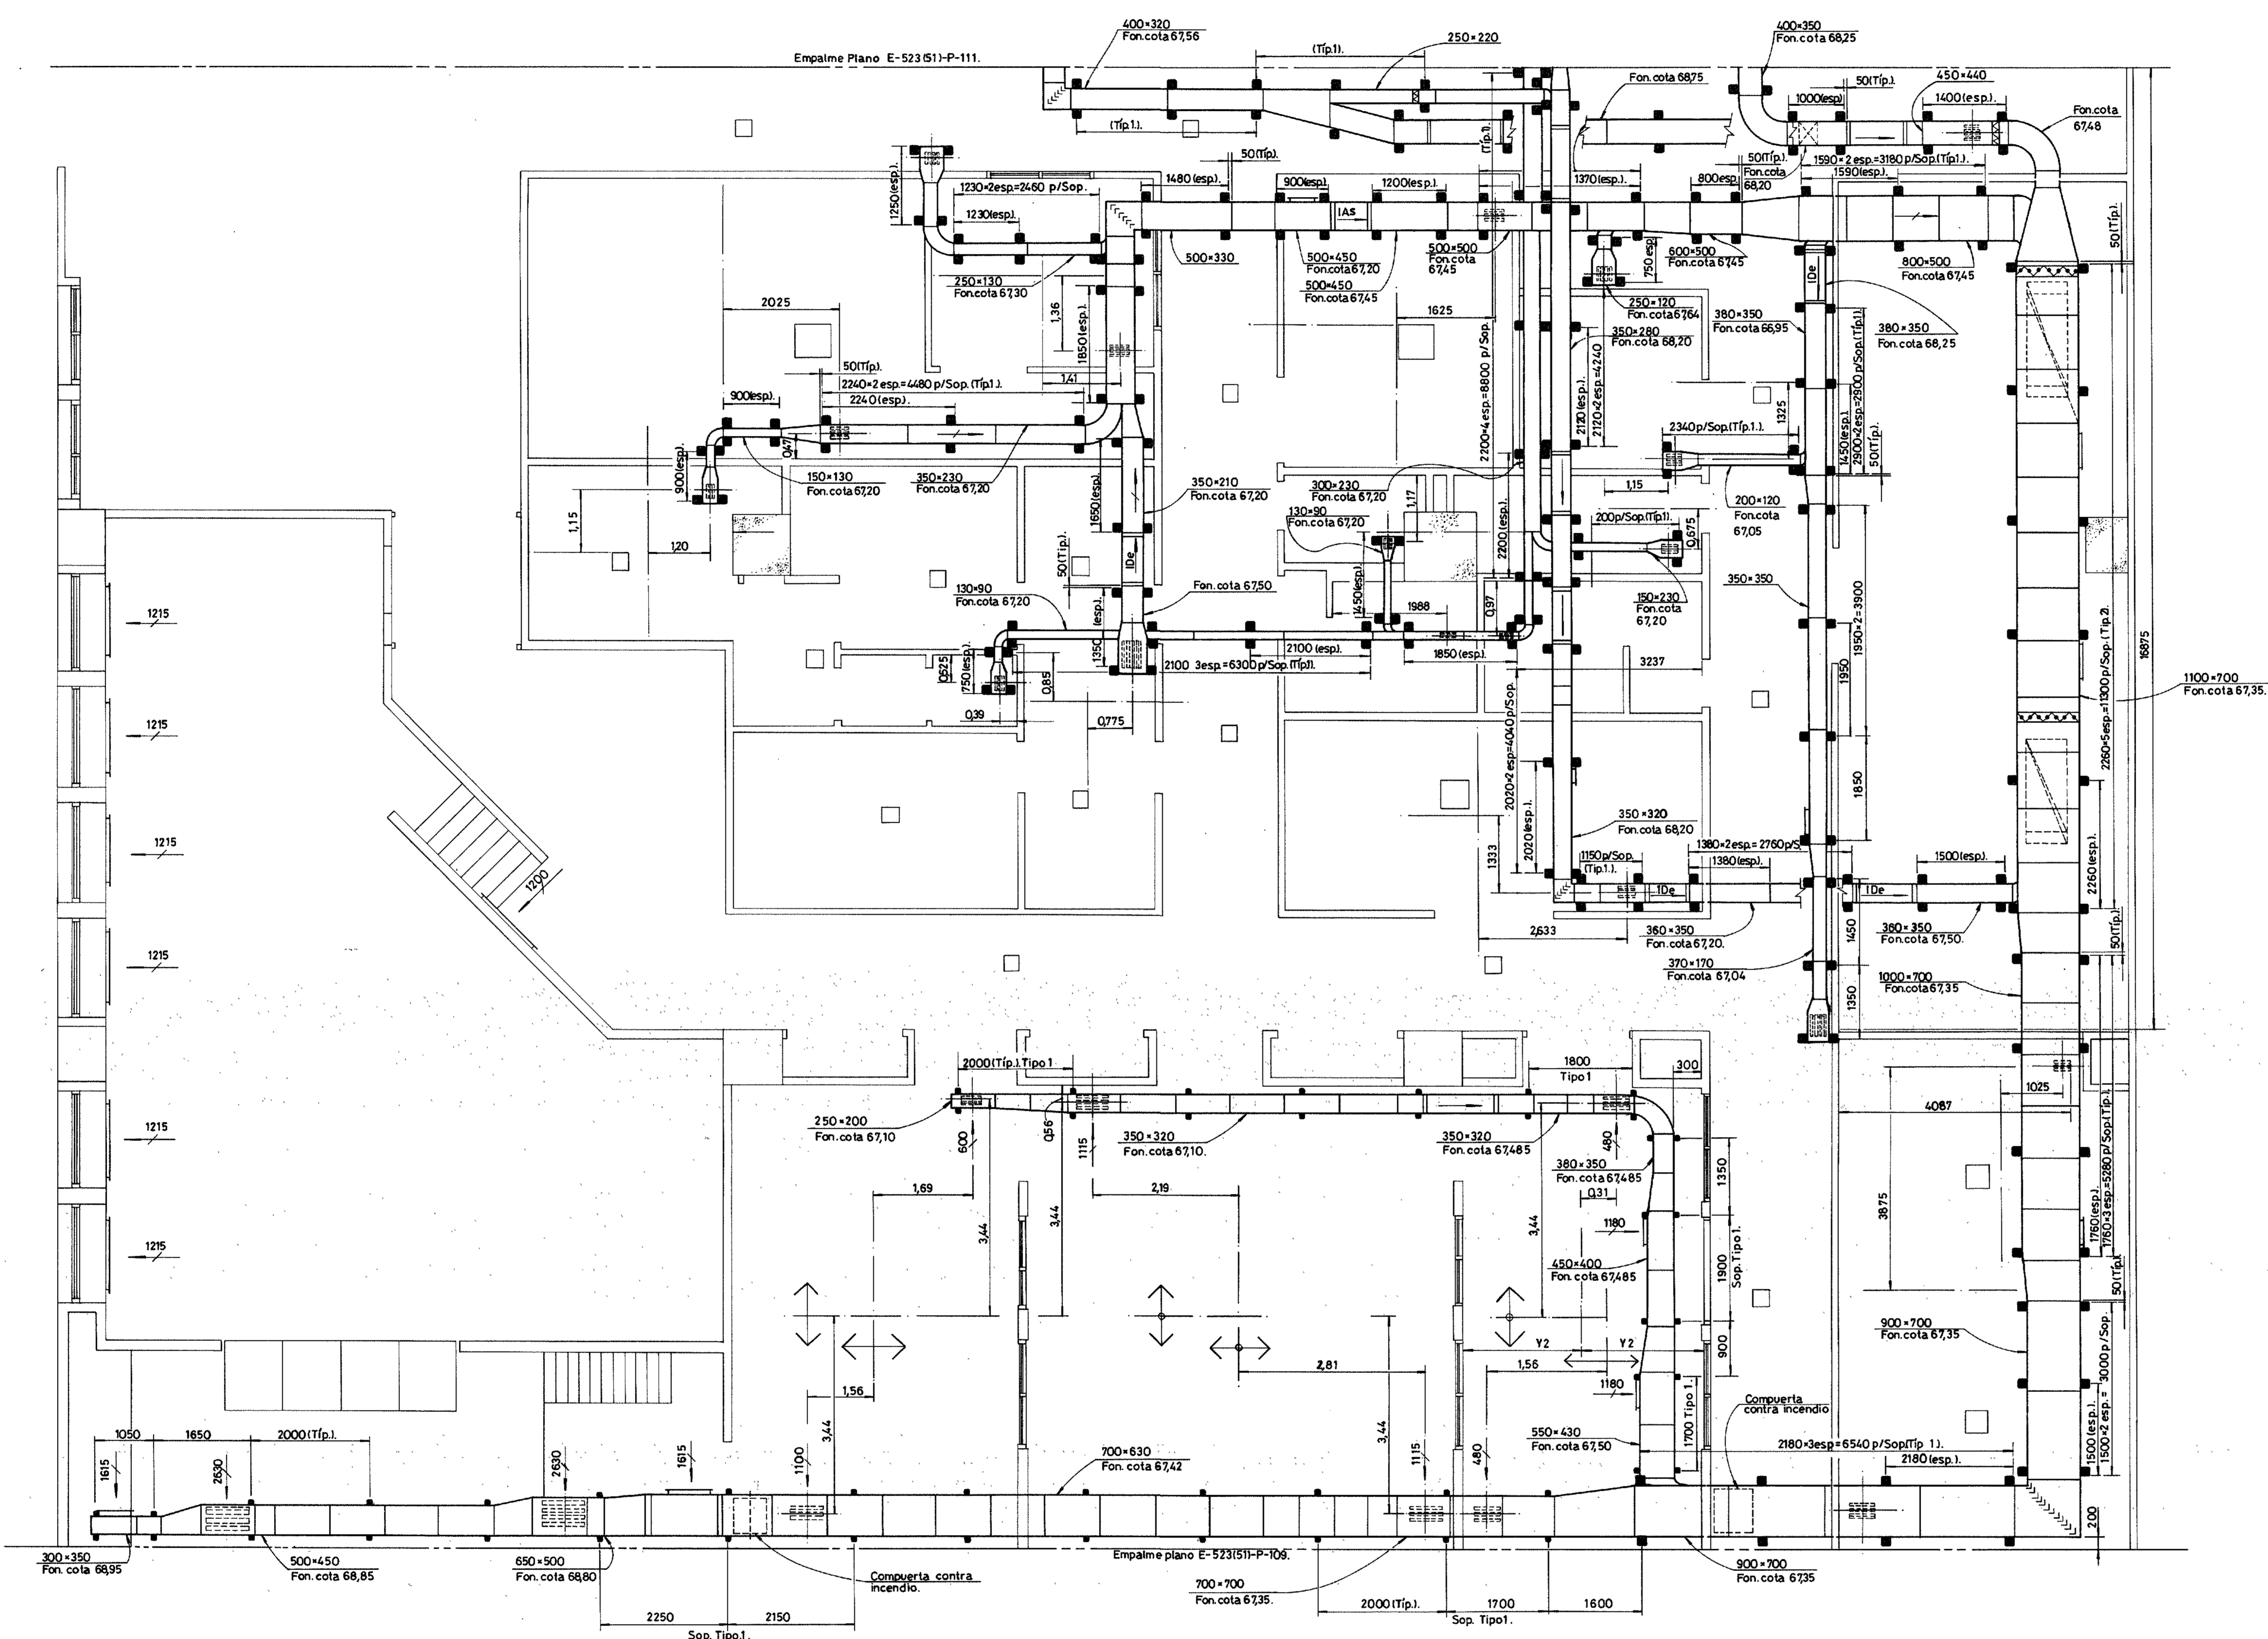 400×320
Fon.cota 67,56
Empalme Plano E-523(51)-P-111.
(Típ.1).
250×220
400×350
Fon.cota 68,25
Fon.cota 68,75
50(Típ.).
450×440
1000(esp)
1400(esp.).
Fon.cota
67,48
(Típ.1.).
(Típ.1)
50(Típ).
50(Típ.).
Fon.cota
68,20
1590×2 esp.=3180 p/Sop.(Típ1.).
1590(esp).
1250(esp.)
1230×2esp.=2460 p/Sop.
1230(esp).
1480 (esp).
900(esp).
1200(esp.).
1370(esp.).
800esp
IAS
50(Típ.)
250×130
Fon.cota 67,30
500×330
500×450
Fon.cota 67,20
500×450
Fon.cota 67,45
500×500
Fon.cota
67,45
750 esp
600×500
Fon.cota 67,45
IDe
800×500
Fon.cota 67,45
2025
1,36
1850(esp.).
1625
250×120
Fon.cota 67,64
350×280
Fon.cota 68,20
380×350
Fon.cota 66,95
380×350
Fon.cota 68,25
50(Típ).
2240×2 esp.=4480 p/Sop.(Típ.1.).
2240(esp.).
1,41
900(esp).
0,47
900(esp).
2200×4 esp.=8800 p/Sop.
2120(esp.)
2120×2esp.=4240
2340 p/Sop.(Típ.1.).
1325
1450(esp.)
2900×2esp.=2900 p/Sop.(Típ.1).
50(Típ.)
150×130
Fon.cota 67,20
350×230
Fon.cota 67,20
350×210
Fon.cota 67,20
300×230
Fon.cota 67,20
1,17
1,15
200×120
Fon.cota
67,05
1,15
1,20
1650(esp).
130×90
Fon.cota 67,20
2200(esp.).
200p/Sop.(Típ1).
0,675
50(Típ.).
IDe
Fon.cota 67,50
130×90
Fon.cota 67,20
1450(esp).
350×350
1215
1350
(esp.)
1988
0,97
150×230
Fon.cota
67,20
1950×2=3900
1950
16875
2260×5esp.=11300p/Sop.(Típ.2).
0,625
750(esp.)
0,85
2100 (esp.)
2100 3esp.=6300 p/Sop.(Típ1).
1850(esp.)
3237
1100×700
Fon.cota 67,35.
0,39
0,775
1215
2020×2 esp.=4040 p/Sop.
2020(esp.).
1850
1333
350×320
Fon.cota 68,20
1150p/Sop.
(Típ.1.).
1380×2esp.= 2760p/S.
1380(esp).
1500(esp).
2260(esp.)
1215
1200
IDe
IDe
2,633
360×350
Fon.cota 67,20.
360×350
Fon.cota 67,50.
1450
50(Típ.)
1215
370×170
Fon.cota 67,04
1350
1000×700
Fon.cota 67,35
2000(Típ.).Tipo 1
1800
Tipo 1
300
1025
4087
250×200
Fon.cota 67,10
600
0,56
1115
350×320
Fon.cota 67,10.
350×320
Fon.cota 67,485
480
1215
380×350
Fon.cota 67,485
1350
3875
1760(esp.)
1760×3 esp.=5280 p/Sop.(Típ.).
1,69
2,19
0,31
3,44
3,44
3,44
1180
1215
450×400
Fon.cota 67,485
1900
Sop. Tipo 1.
50(Típ).
900×700
Fon.cota 67,35
Y2
Y2
900
1,56
2,81
1,56
1180
3,44
3,44
1700 Tipo 1.
Compuerta
contra incendio
1500(esp.).
1500×2 esp.= 3000 p/Sop.
1050
1650
2000 (Típ.).
1615
2630
2630
1615
1100
700×630
Fon. cota 67,42
1115
480
550×430
Fon.cota 67,50
2180×3esp=6540 p/Sop.(Típ 1.).
2180(esp.).
200
300×350
Fon. cota 68,95
500×450
Fon. cota 68,85
650×500
Fon. cota 68,80
Empalme plano E-523(51)-P-109.
Compuerta contra
incendio.
700×700
Fon.cota 67,35.
900×700
Fon. cota 67,35
2250
2150
2000 (Típ.)
1700
1600
Sop. Tipo.1.
Sop. Tipo1.